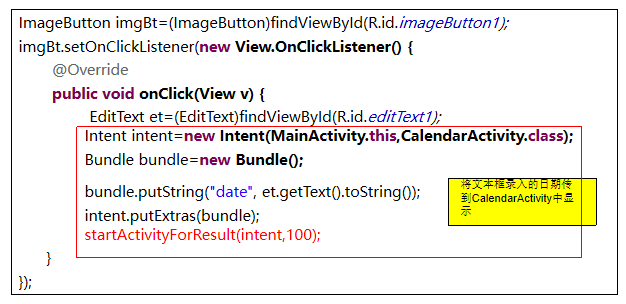 ImageButton imgBt=(ImageButton)findViewById(R.id.imageButton1);
imgBt.setOnClickListener(new View.OnClickListener() {
@Override
public void onClick(View v) {
EditText et=(EditText)findViewById(R.id.editText1);
Intent intent=new Intent(MainActivity.this,CalendarActivity.class);
Bundle bundle=new Bundle();
bundle.putString("date", et.getText().toString());
intent.putExtras(bundle);
startActivityForResult(intent,100);
}
});
将文本框录入的日期传
到CalendarActivity中显
示